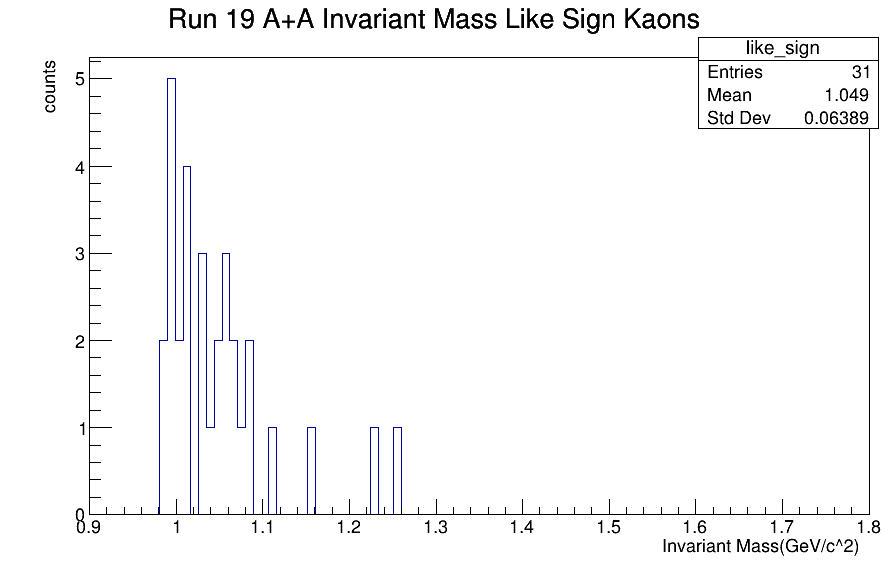 Run 19 A+A Invariant Mass Like Sign Kaons
like_sign
Entries 31
Mean 1.049
Std Dev 0.06389
counts
5
4
3
2
1
0
0.9 1 1.1 1.2 1.3 1.4 1.5 1.6 1.7 1.8
Invariant Mass(GeV/c^2)